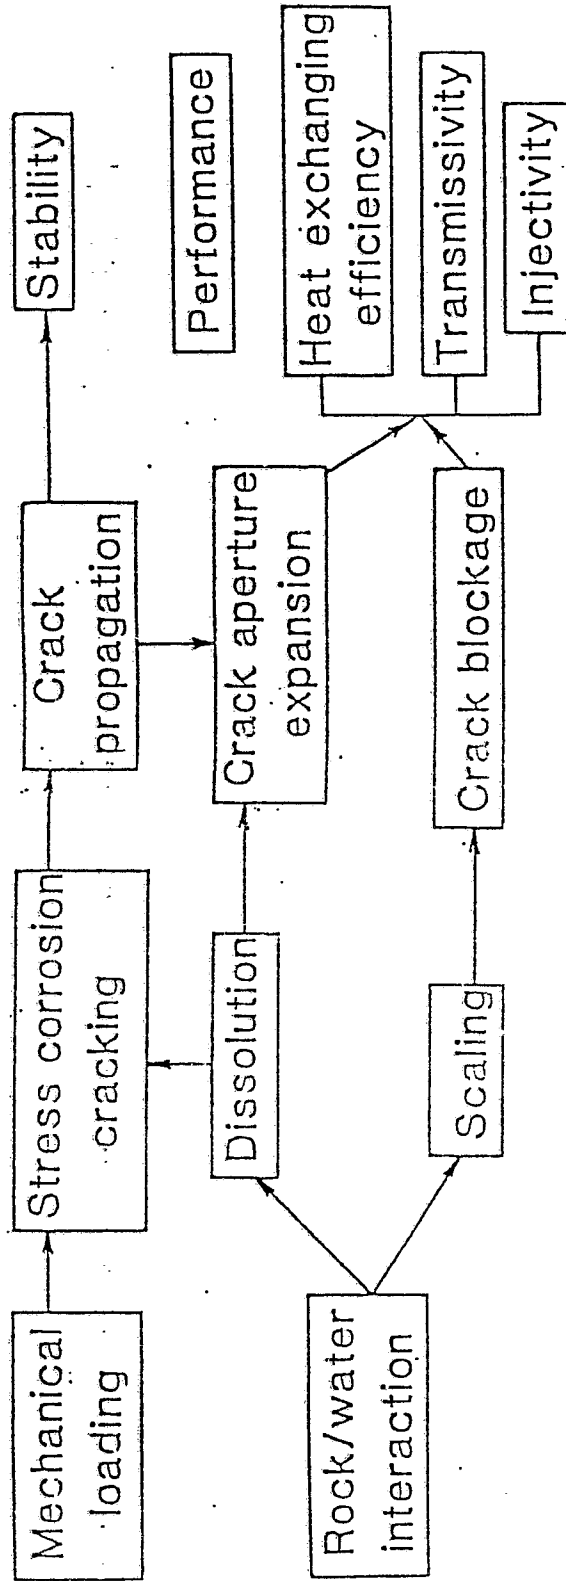 Mechanical
loading
Stress corrosion
cracking
Crack
propagation
Stability
Performance
Rock/water
interaction
Dissolution
Crack aperture
expansion
Heat exchanging
efficiency
Transmissivity
Injectivity
Scaling
Crack blockage